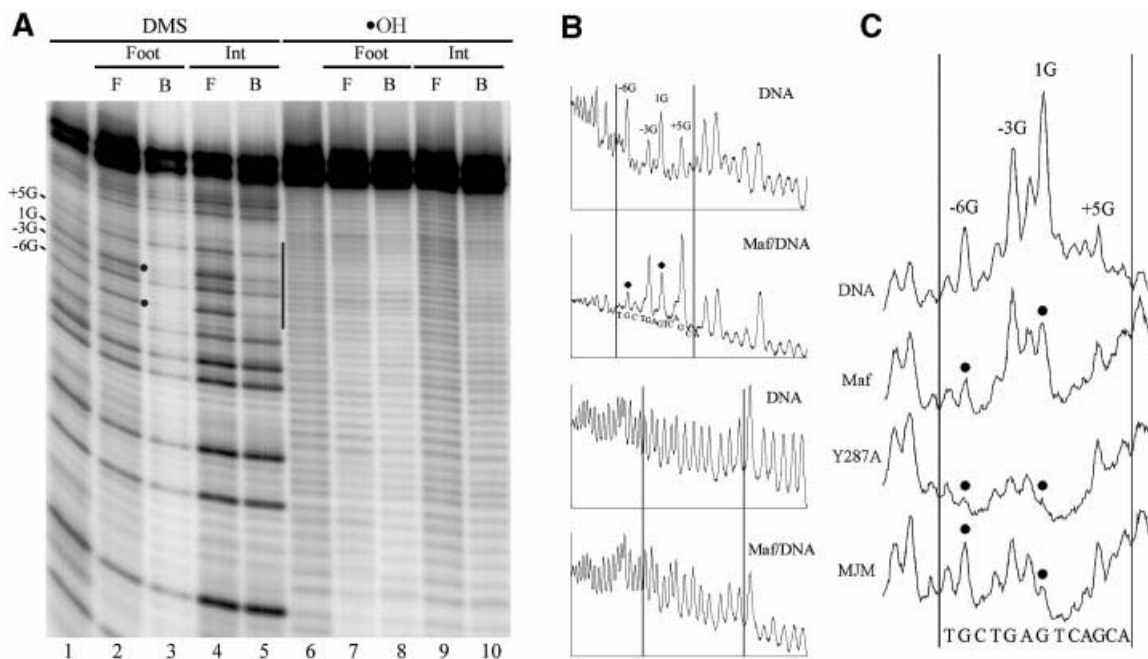 A
DMS
●OH
Foot
Int
Foot
Int
F
B
F
B
F
B
F
B
+5G
1G
-3G
-6G
1
2
3
4
5
6
7
8
9
10
B
DNA
-6G
-3G
1G
+5G
Maf/DNA
T G C T G A G T C A G C A
DNA
Maf/DNA
C
1G
-3G
-6G
+5G
DNA
Maf
Y287A
MJM
T G C T G A G T C A G C A